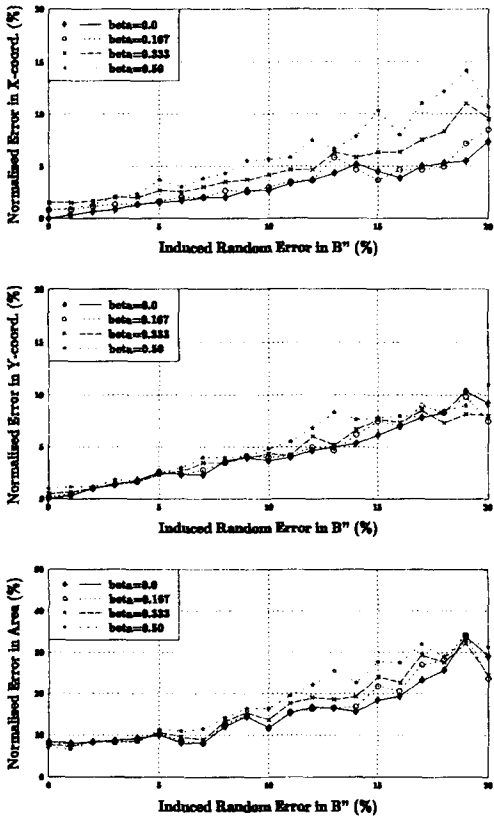 Normalised Error in X-coord. (%)
20
15
10
5
0
beta=0.0
beta=0.167
beta=0.333
beta=0.50
0 5 10 15 20
Induced Random Error in B" (%)
Normalised Error in Y-coord. (%)
20
15
10
5
0
beta=0.0
beta=0.167
beta=0.333
beta=0.50
0 5 10 15 20
Induced Random Error in B" (%)
Normalised Error in Area (%)
50
40
30
20
10
0
beta=0.0
beta=0.167
beta=0.333
beta=0.50
0 5 10 15 20
Induced Random Error in B" (%)